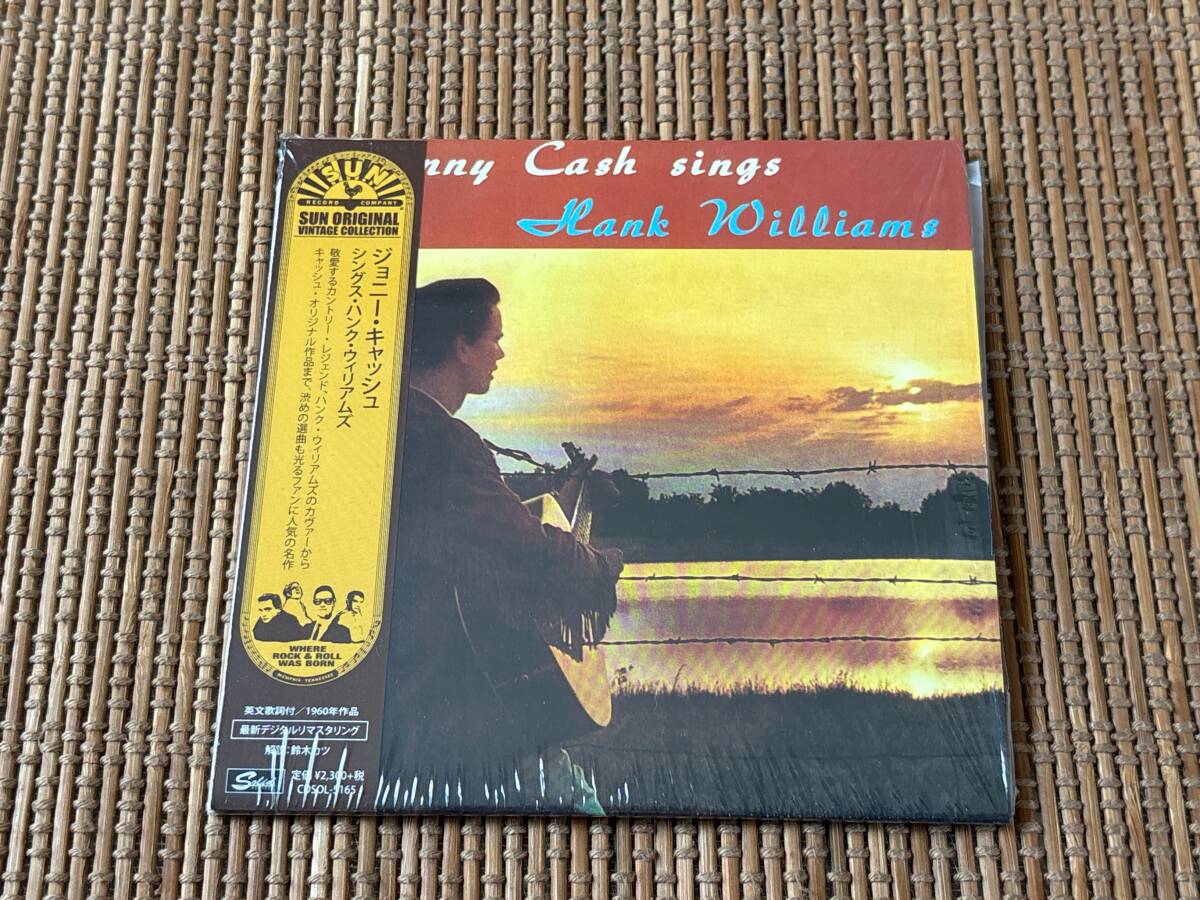 nny Cash sings
Hank Williams
SUN
RECORD COMPANY
SUN ORIGINAL
VINTAGE COLLECTION
ジョニー・キャッシュ
シングス・ハンク・ウィリアムズ
敬愛するカントリー・レジェンド、ハンク・ウィリアムズのカヴァーから
キャッシュ・オリジナル作品まで、渋めの選曲も光るファンに人気の名作
WHERE
ROCK & ROLL
WAS BORN
MEMPHIS, TENNESSEE
英文歌詞付/1960年作品
最新デジタルリマスタリング
解説:鈴木カツ
Solid
定価 ¥2,300+税
CDSOL-5165